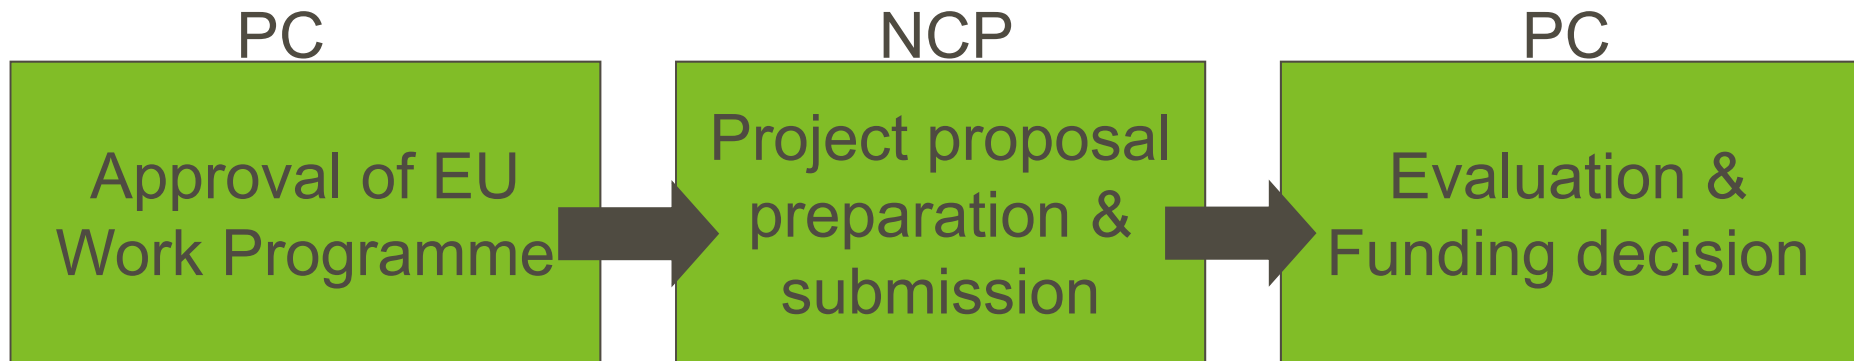 PC
Approval of EU
Work Programme
NCP
Project proposal
preparation &
submission
PC
Evaluation &
Funding decision